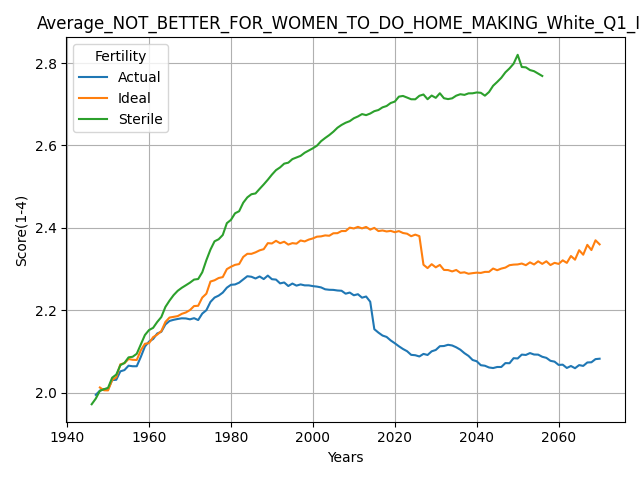 Average_NOT_BETTER_FOR_WOMEN_TO_DO_HOME_MAKING_White_Q1_I
Fertility
Actual
Ideal
Sterile
Score(1-4)
2.8
2.6
2.4
2.2
2.0
1940 1960 1980 2000 2020 2040 2060
Years